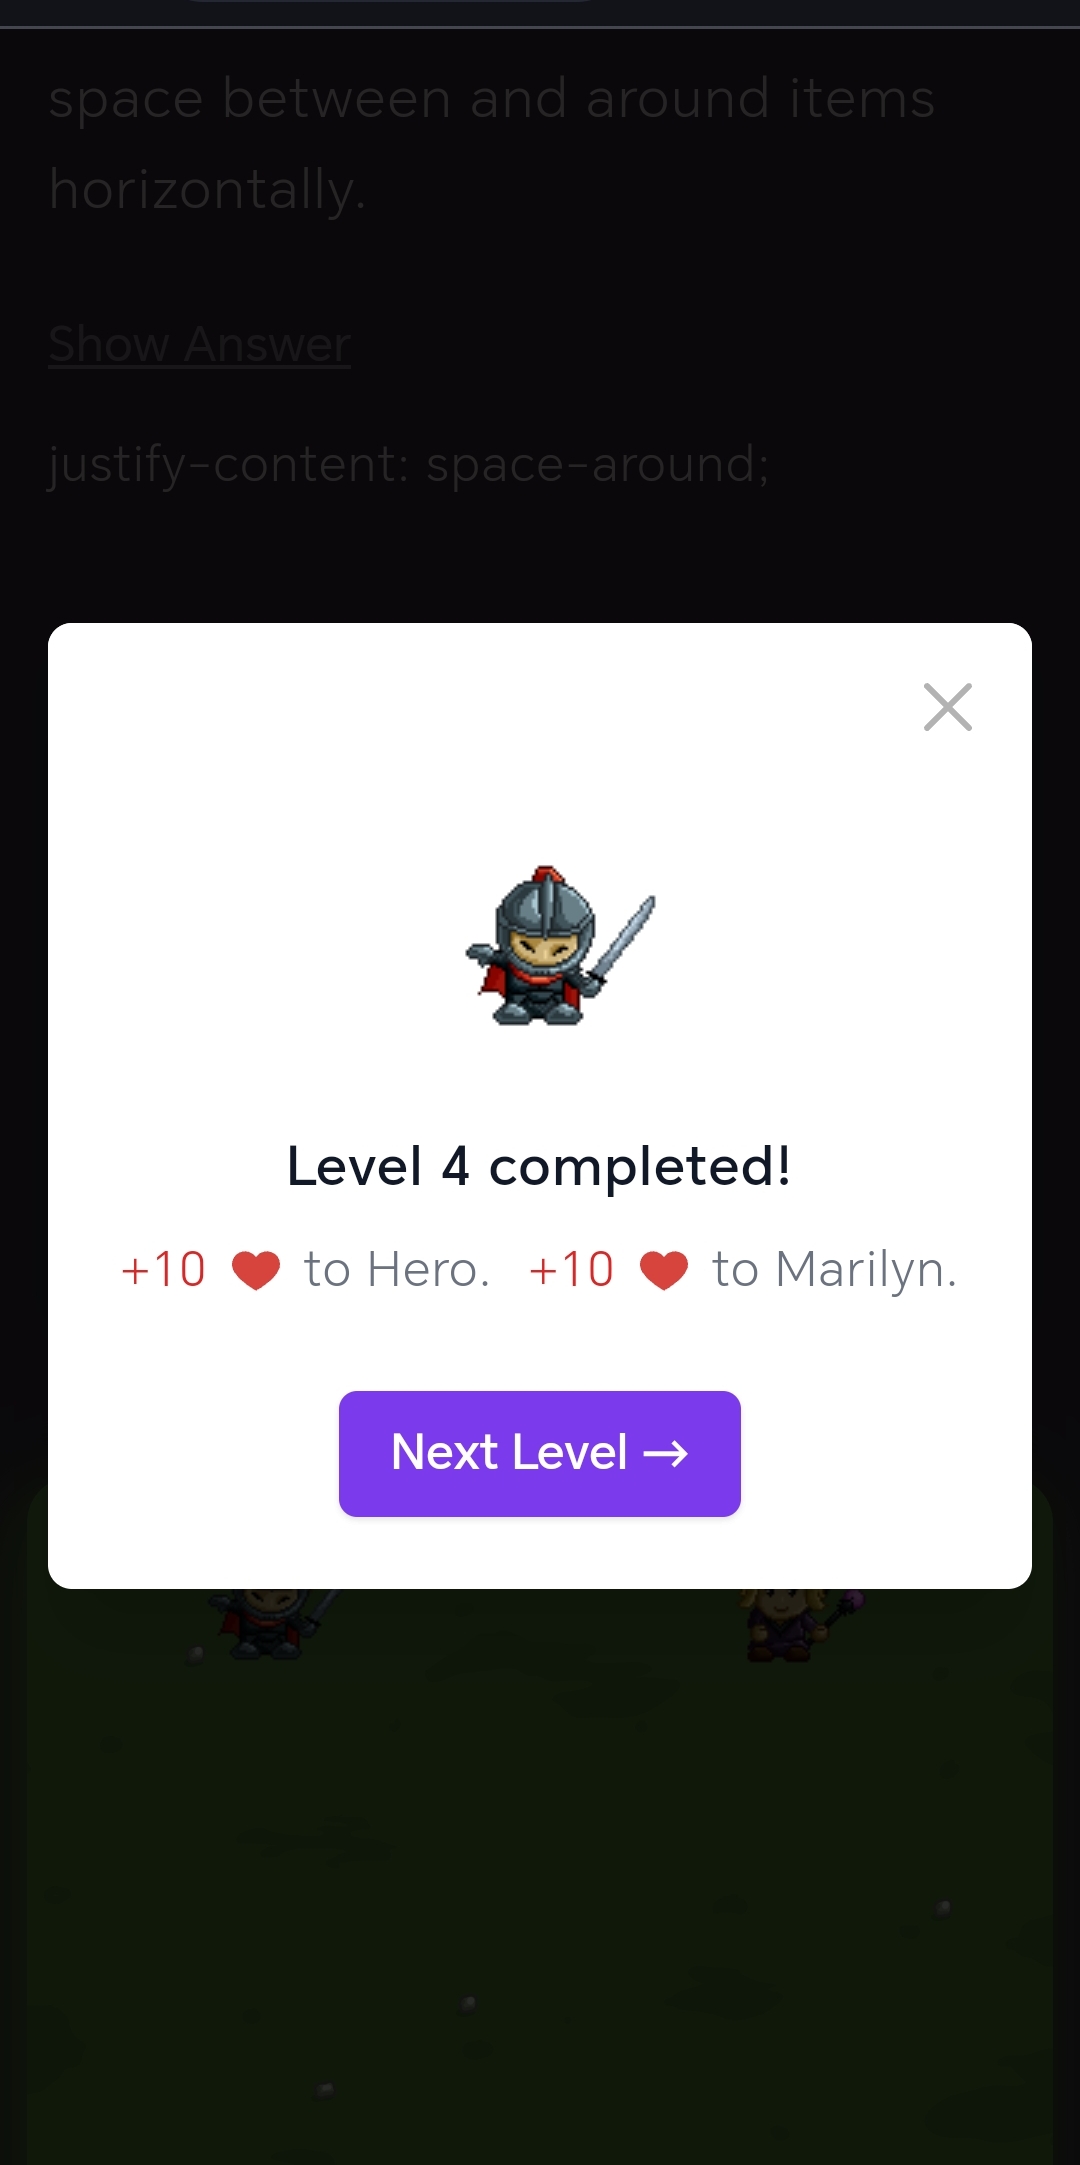 space between and around items
horizontally.
Show Answer
justify-content: space-around;
Level 4 completed!
+10 to Hero. +10 to Marilyn.
Next Level →